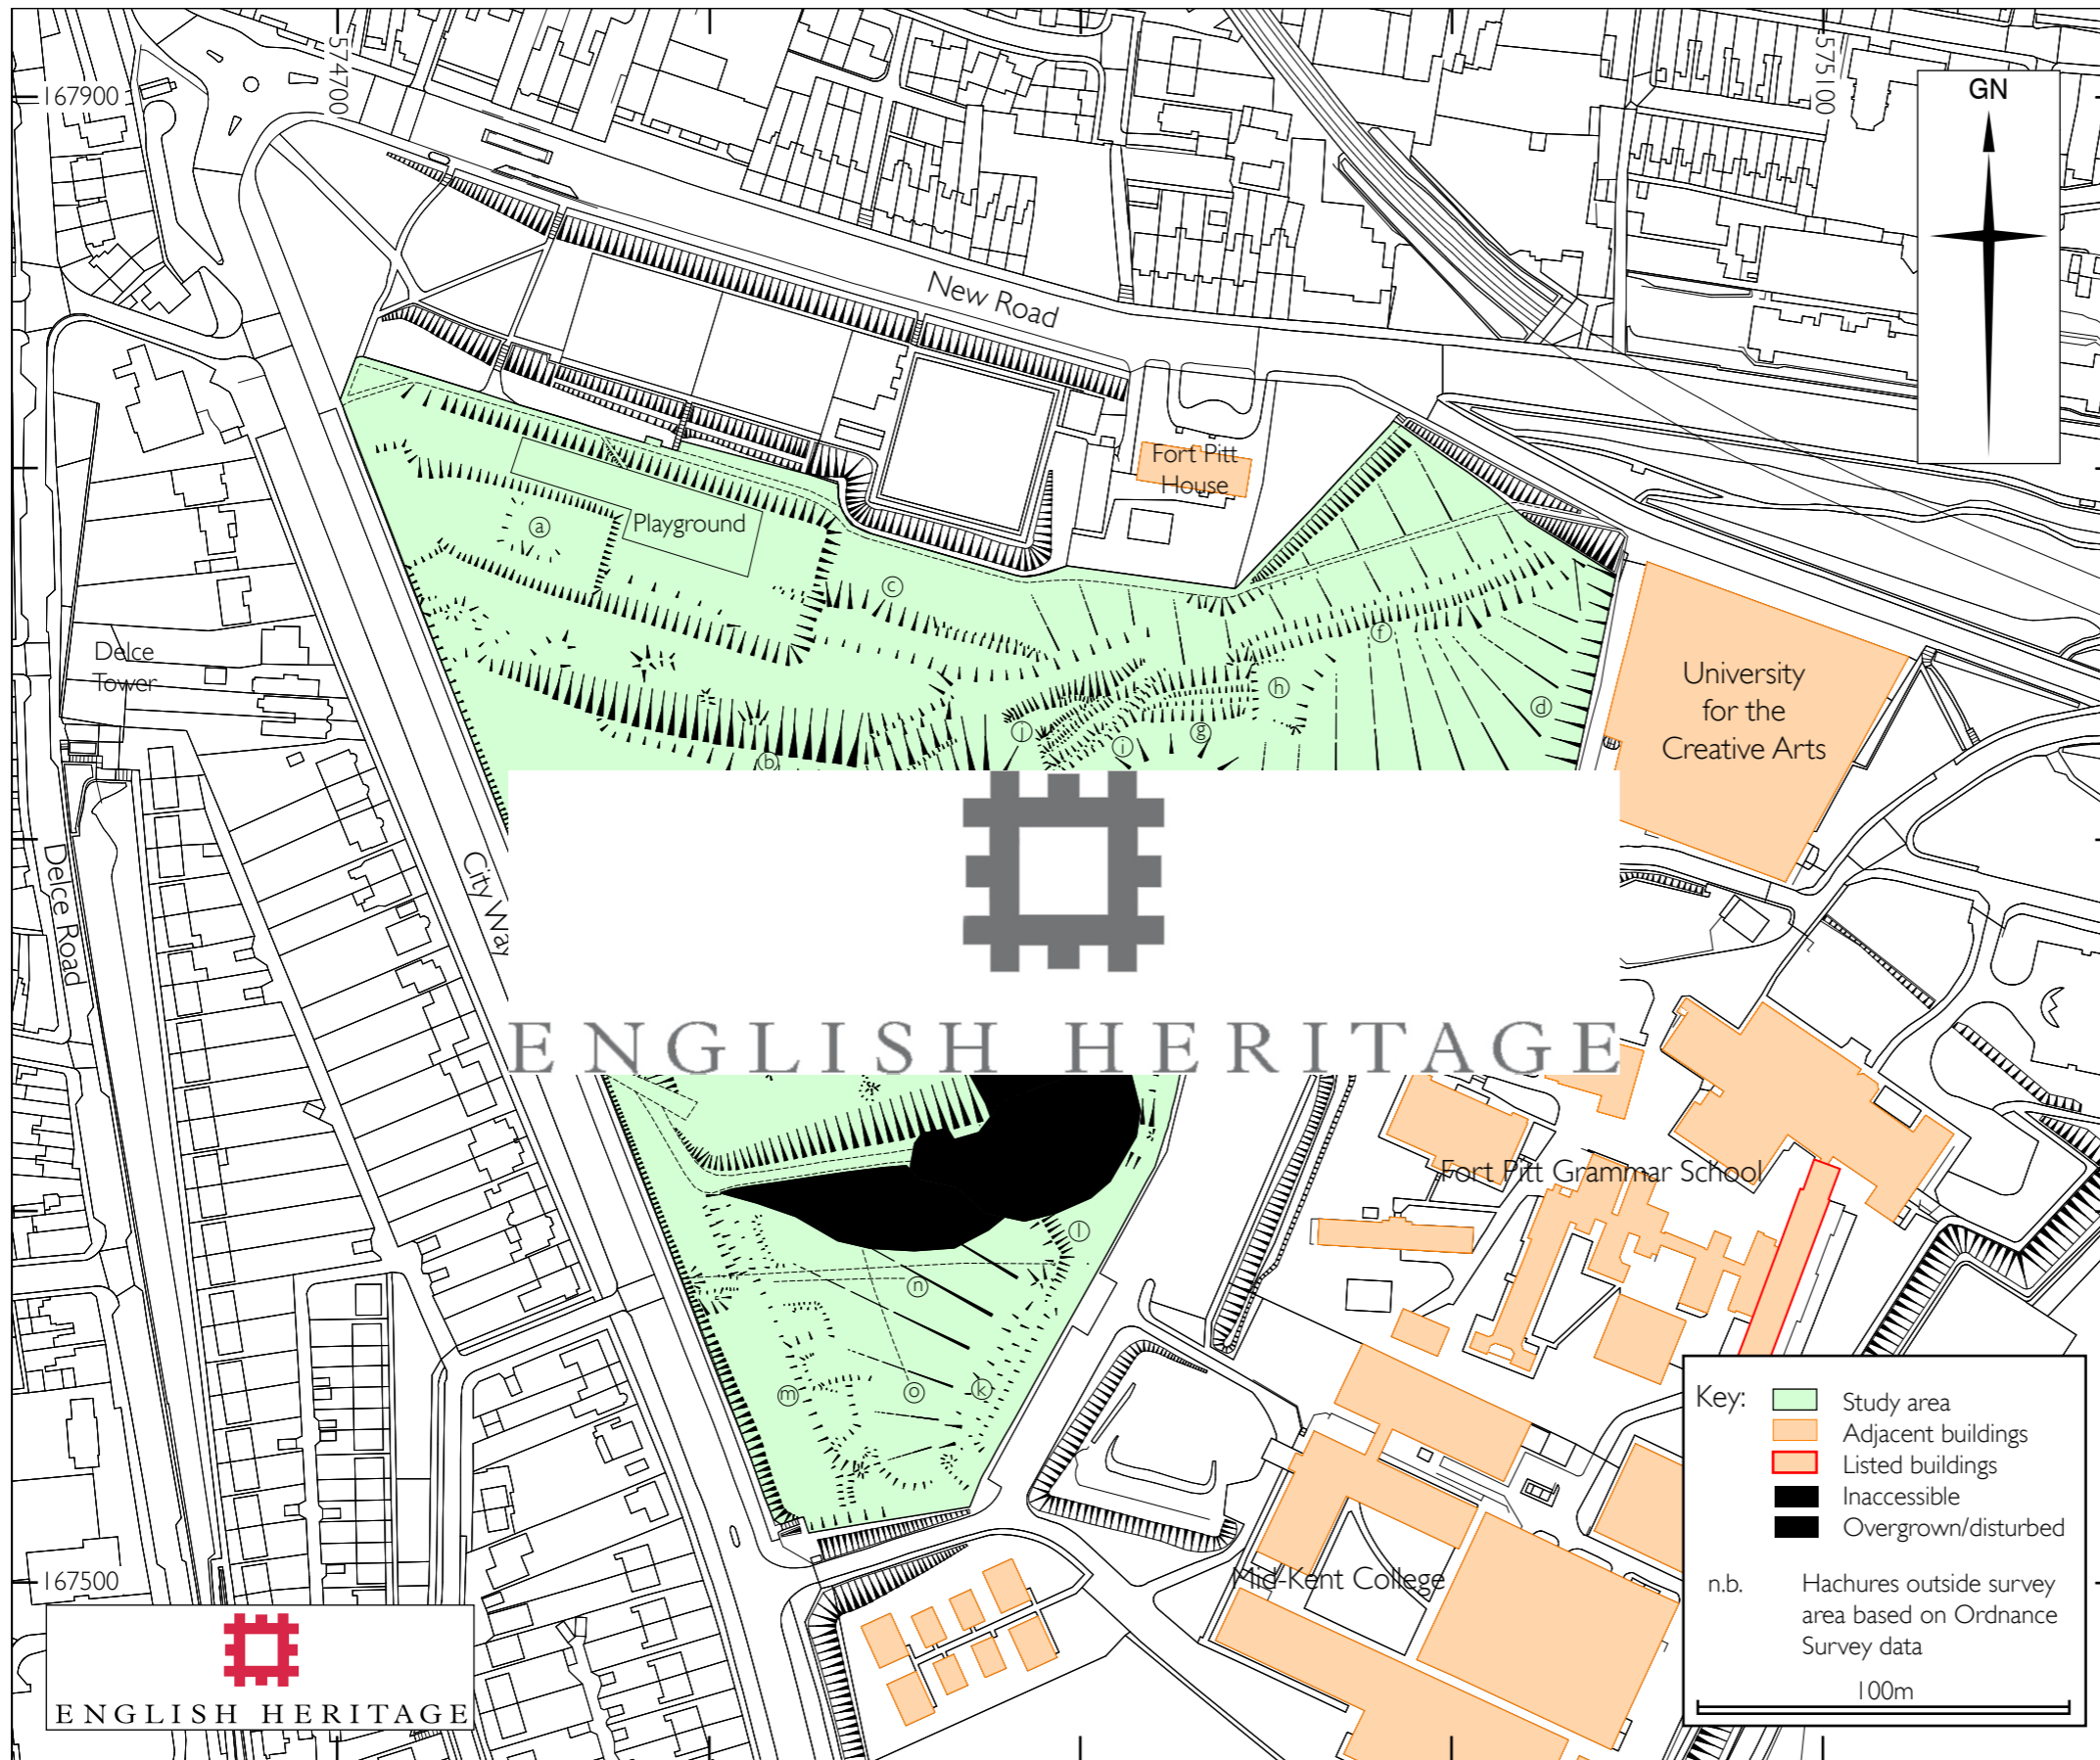 574700
575100
167900
GN
New Road
Fort Pitt
House
a
Playground
c
f
University
for the
Creative Arts
Delce
Tower
h
d
j
i
g
b
City Way
Delce Road
ENGLISH HERITAGE
Fort Pitt Grammar School
l
n
m
o
k
Key:
Study area
Adjacent buildings
Listed buildings
Inaccessible
Overgrown/disturbed
n.b.
Hachures outside survey
area based on Ordnance
Survey data
100m
167500
Mid-Kent College
ENGLISH HERITAGE